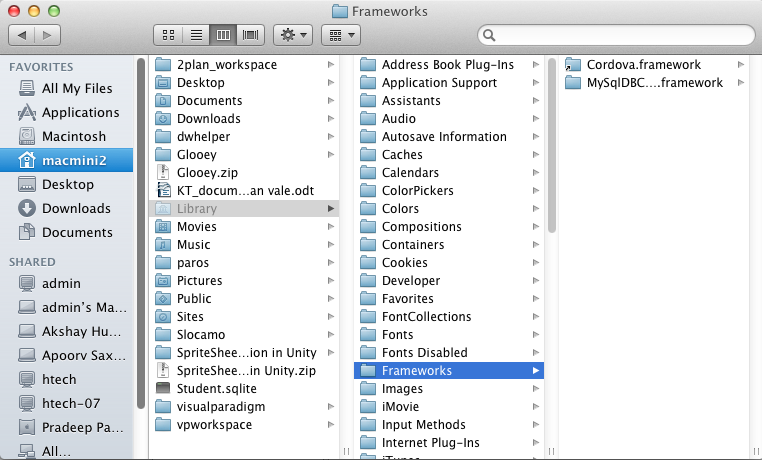 Frameworks
FAVORITES
All My Files
Applications
Macintosh
macmini2
Desktop
Downloads
Documents
SHARED
admin
admin's Ma...
Akshay Hu...
Apoorv Sax...
htech
htech-07
Pradeep Pa...
All...
2plan_workspace
Desktop
Documents
Downloads
dwhelper
Glooey
Glooey.zip
KT_docum...an vale.odt
Library
Movies
Music
paros
Pictures
Public
Sites
Slocamo
SpriteShee...ion in Unity
SpriteShee...in Unity.zip
Student.sqlite
visualparadigm
vpworkspace
Address Book Plug-Ins
Application Support
Assistants
Audio
Autosave Information
Caches
Calendars
ColorPickers
Colors
Compositions
Containers
Cookies
Developer
Favorites
FontCollections
Fonts
Fonts Disabled
Frameworks
Images
iMovie
Input Methods
Internet Plug-Ins
iTunes
Cordova.framework
MySqlDBC....framework